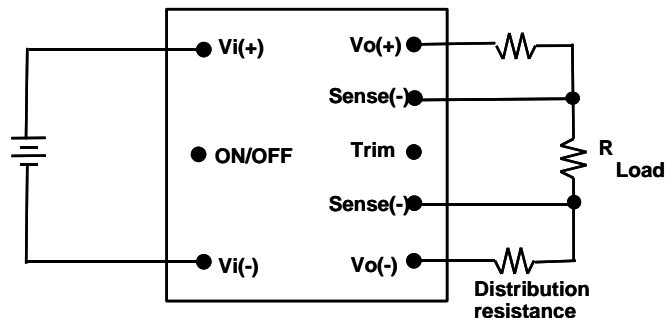 Vi(+)
Vo(+)
Sense(-)
ON/OFF
Trim
R
Load
Sense(-)
Vi(-)
Vo(-)
Distribution
resistance